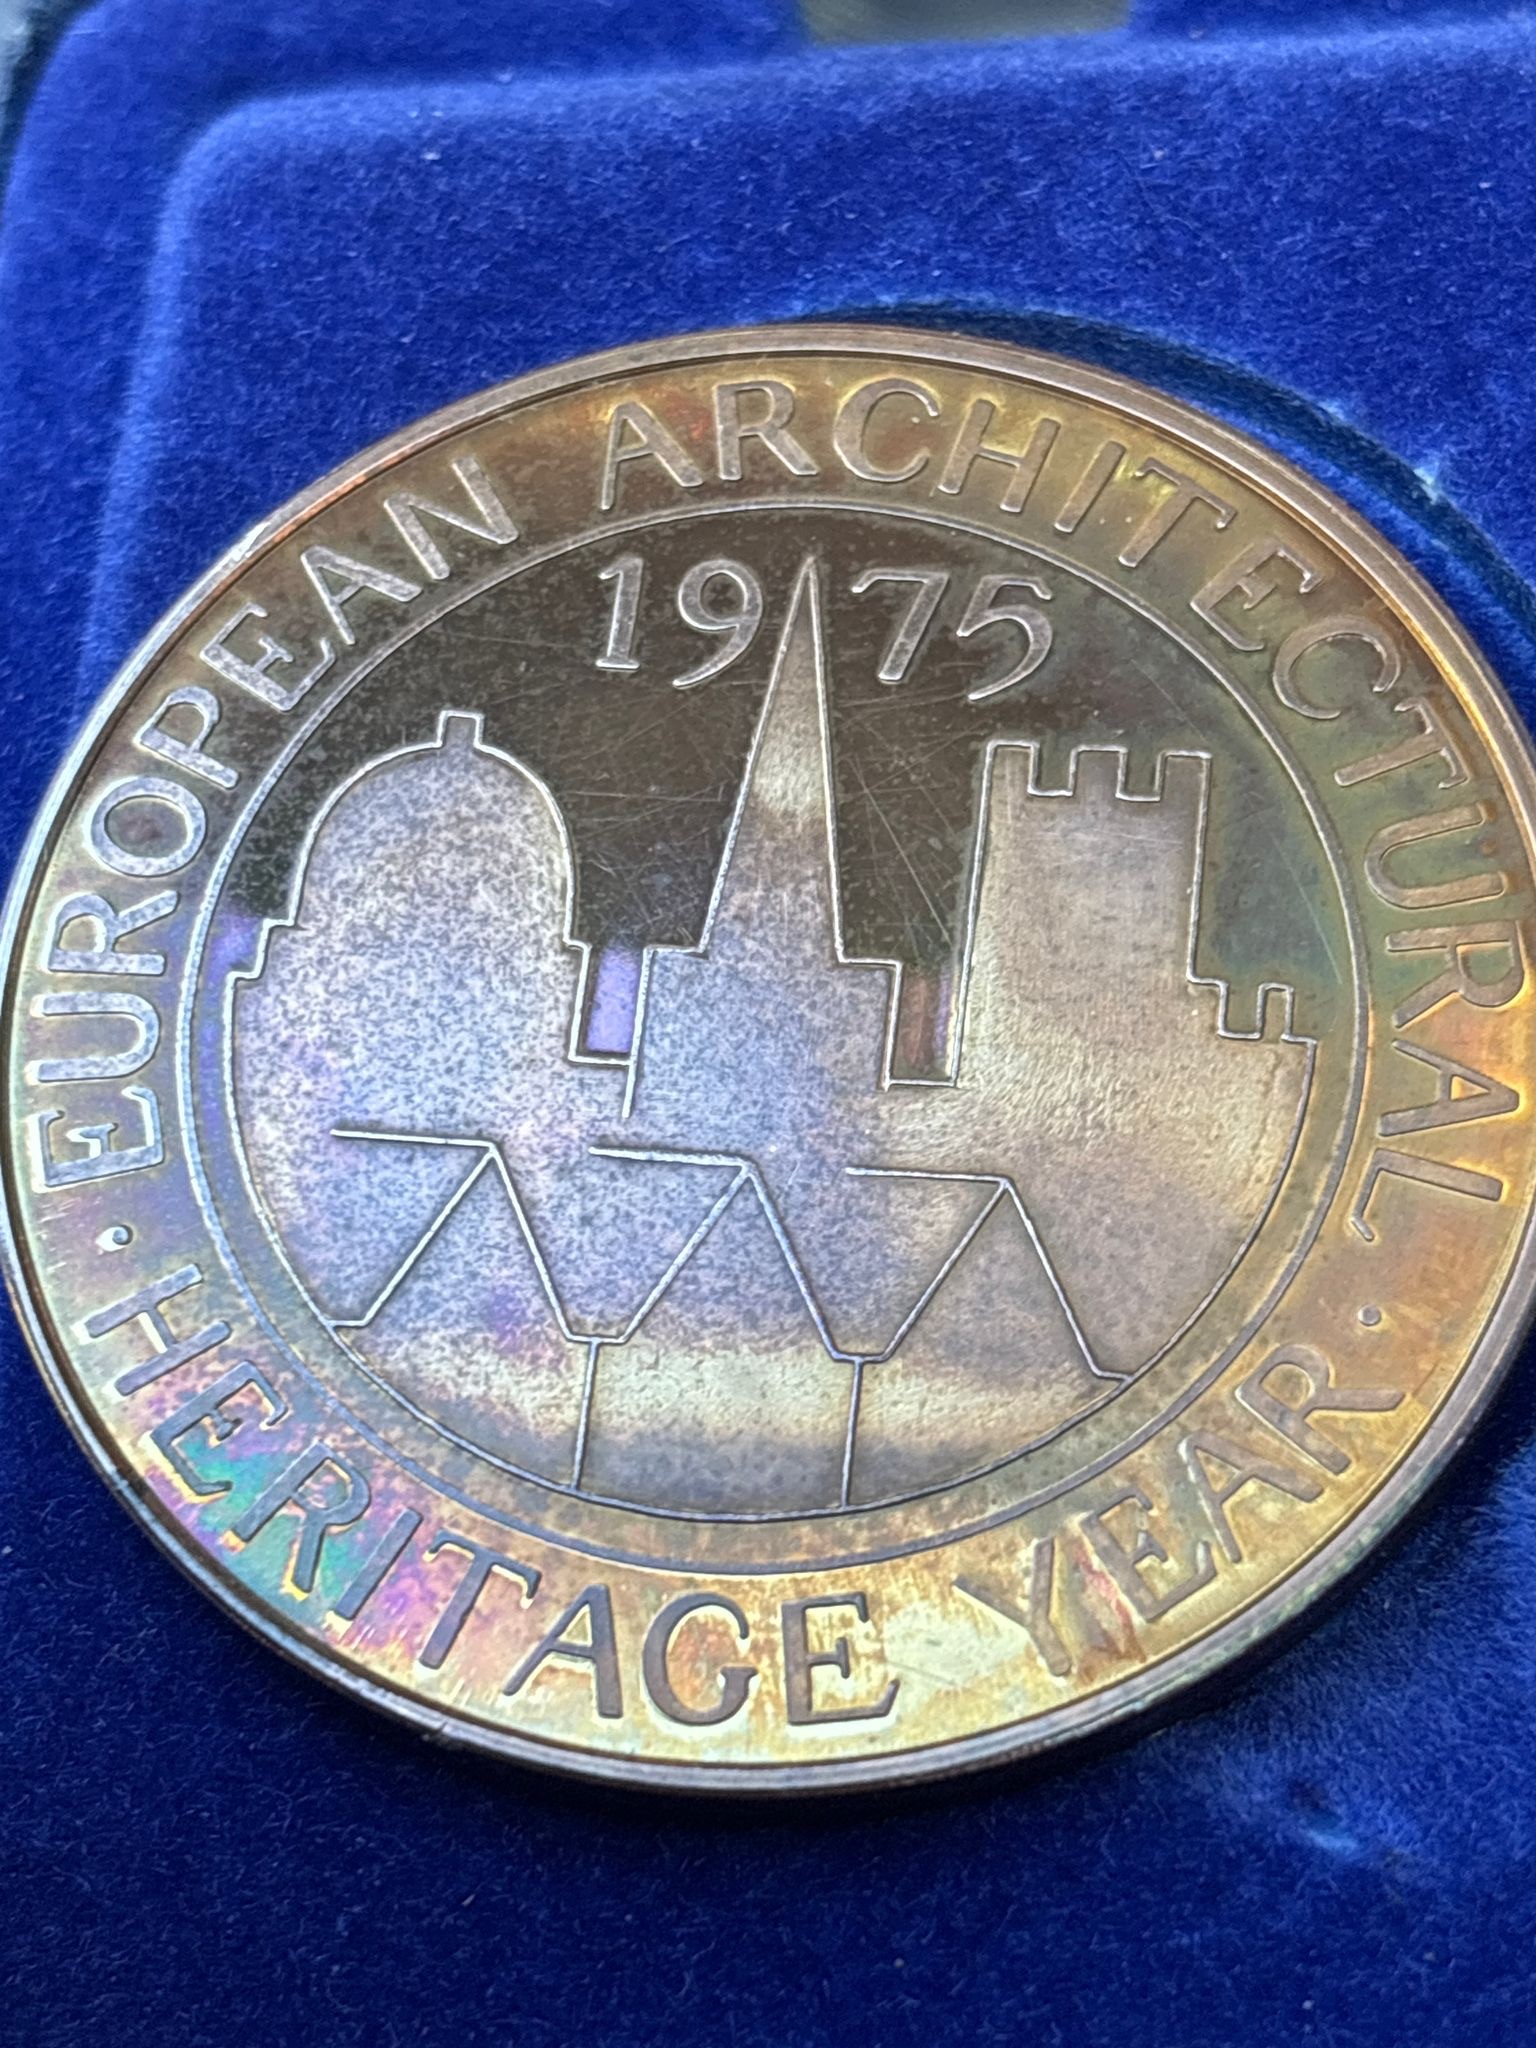 · EUROPEAN ARCHITECTURAL ·
HERITAGE YEAR
1975